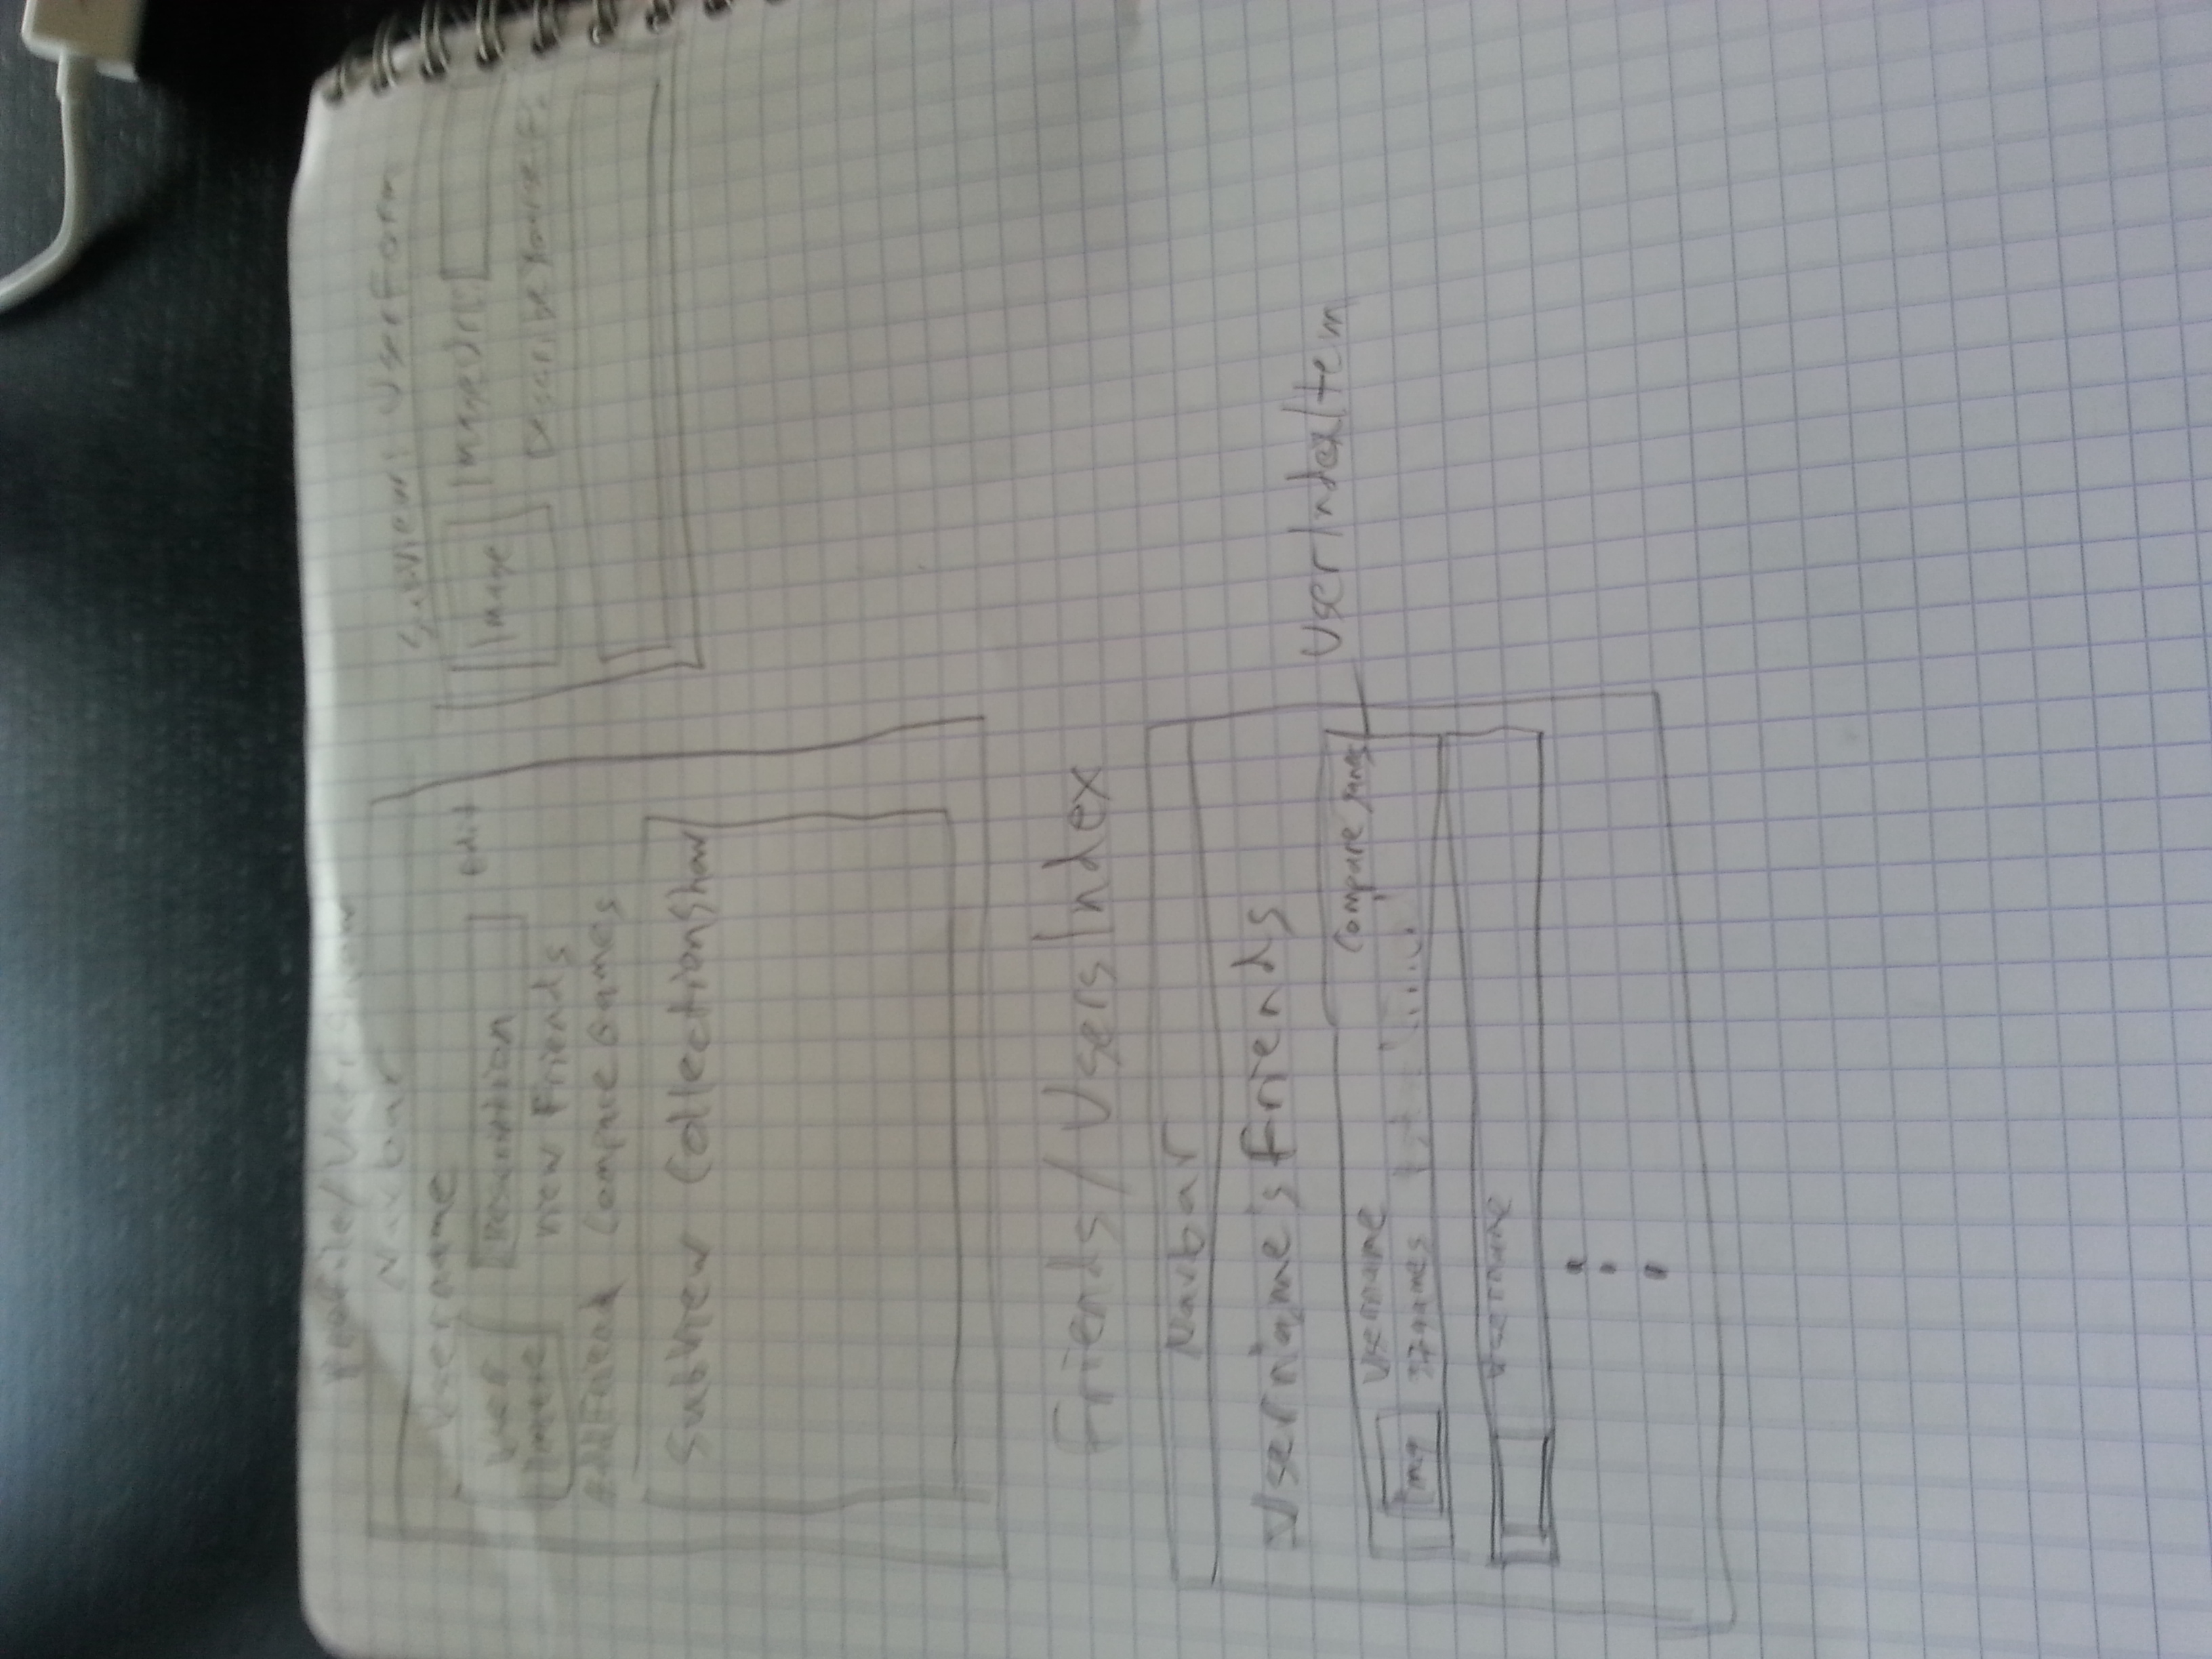 Profile/UserShow
Navbar
Username
User
Image
Description
Edit
View Friends
Add Friend Compare Games
SubView CollectionShow
SubView: UserForm
Image
ImageUrl:
Describe Yourself:
Friends/UsersIndex
Navbar
Username's Friends
Username
Compare games
UserIndexItem
Img
37 games
Username